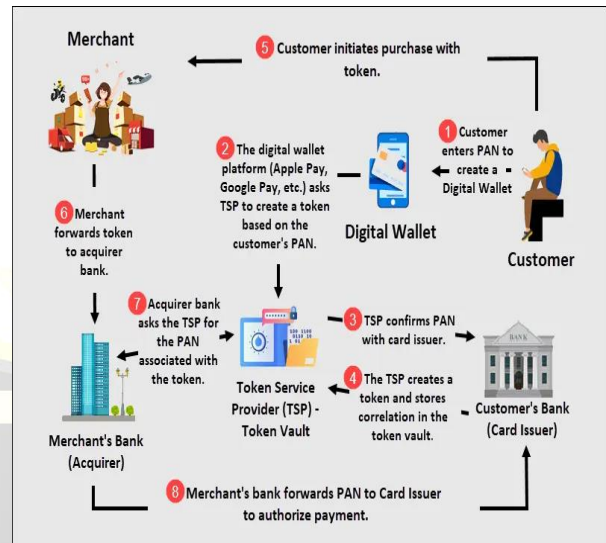 Merchant
5 Customer initiates purchase with
token.
1 Customer
enters PAN to
create a
Digital Wallet
2 The digital wallet
platform (Apple Pay,
Google Pay, etc.) asks
TSP to create a token
based on the
customer's PAN.
Digital Wallet
Customer
6 Merchant
forwards token
to acquirer
bank.
7 Acquirer bank
asks the TSP for
the PAN
associated with
the token.
3 TSP confirms PAN
with card issuer.
BANK
4 The TSP creates a
token and stores
correlation in the
token vault.
Token Service
Provider (TSP) -
Token Vault
Customer's Bank
(Card Issuer)
Merchant's Bank
(Acquirer)
8 Merchant's bank forwards PAN to Card Issuer
to authorize payment.